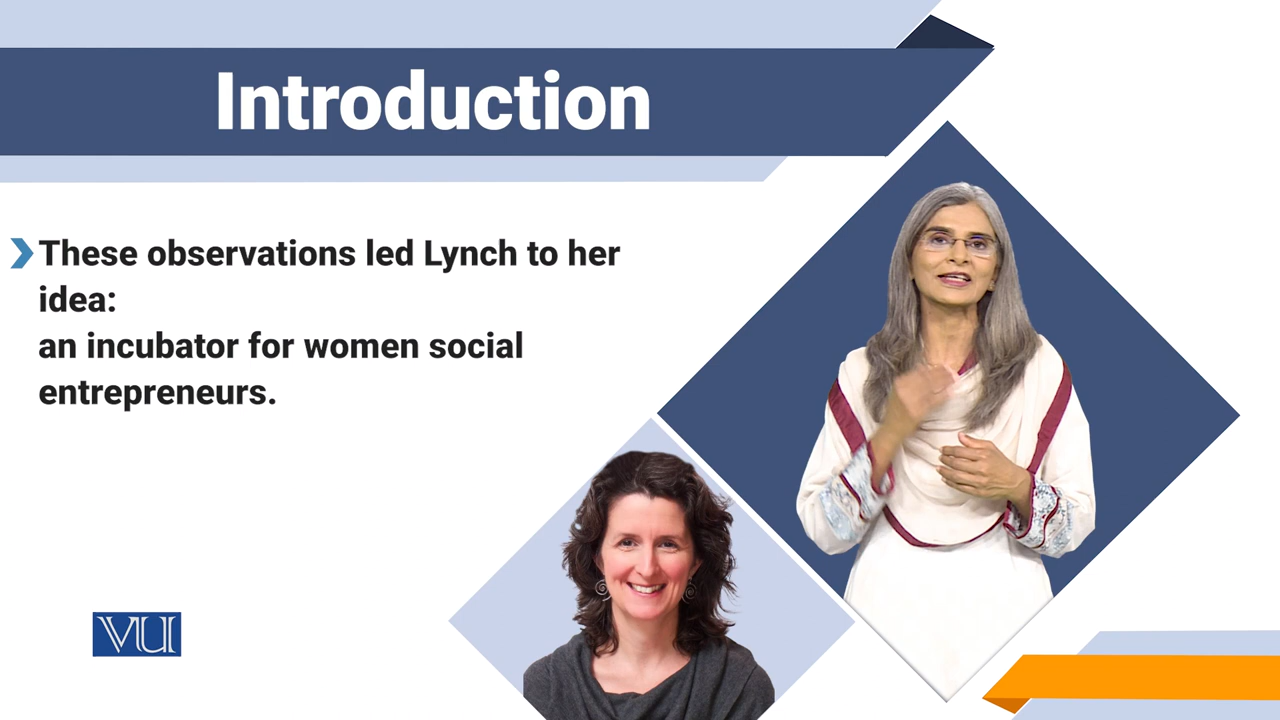 Introduction
These observations led Lynch to her
idea:
an incubator for women social
entrepreneurs.
VU